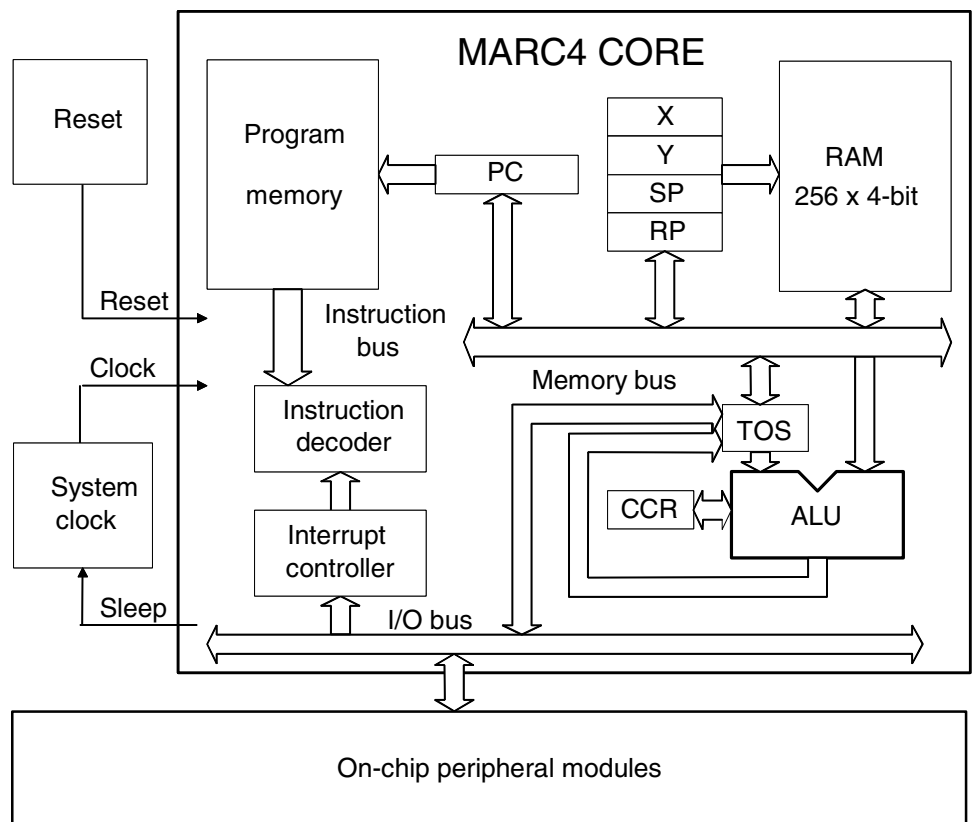 MARC4 CORE
Reset
Program
memory
PC
X
Y
SP
RP
RAM
256 x 4-bit
Reset
Instruction
bus
Clock
Memory bus
Instruction
decoder
TOS
System
clock
CCR
ALU
Interrupt
controller
Sleep
I/O bus
On-chip peripheral modules